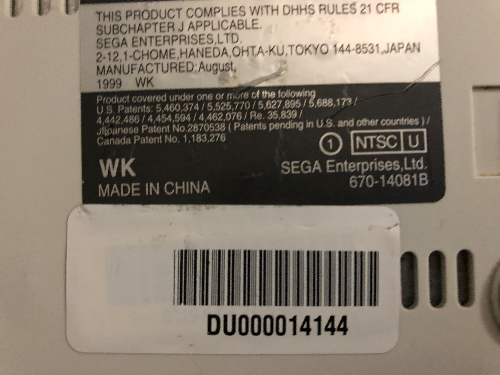 THIS PRODUCT COMPLIES WITH DHHS RULES 21 CFR
SUBCHAPTER J APPLICABLE.
SEGA ENTERPRISES,LTD.
2-12,1-CHOME,HANEDA,OHTA-KU,TOKYO 144-8531,JAPAN
MANUFACTURED:August,
1999 WK
Product covered under one or more of the following
U.S. Patents: 5,460,374 / 5,525,770 / 5,627,895 / 5,688,173 /
4,442,486 / 4,454,594 / 4,462,076 / Re. 35,839 /
Japanese Patent No.2870538 ( Patents pending in U.S. and other countries ) /
Canada Patent No. 1,183,276
1 NTSC U
WK
SEGA Enterprises,Ltd.
MADE IN CHINA
670-14081B
DU000014144